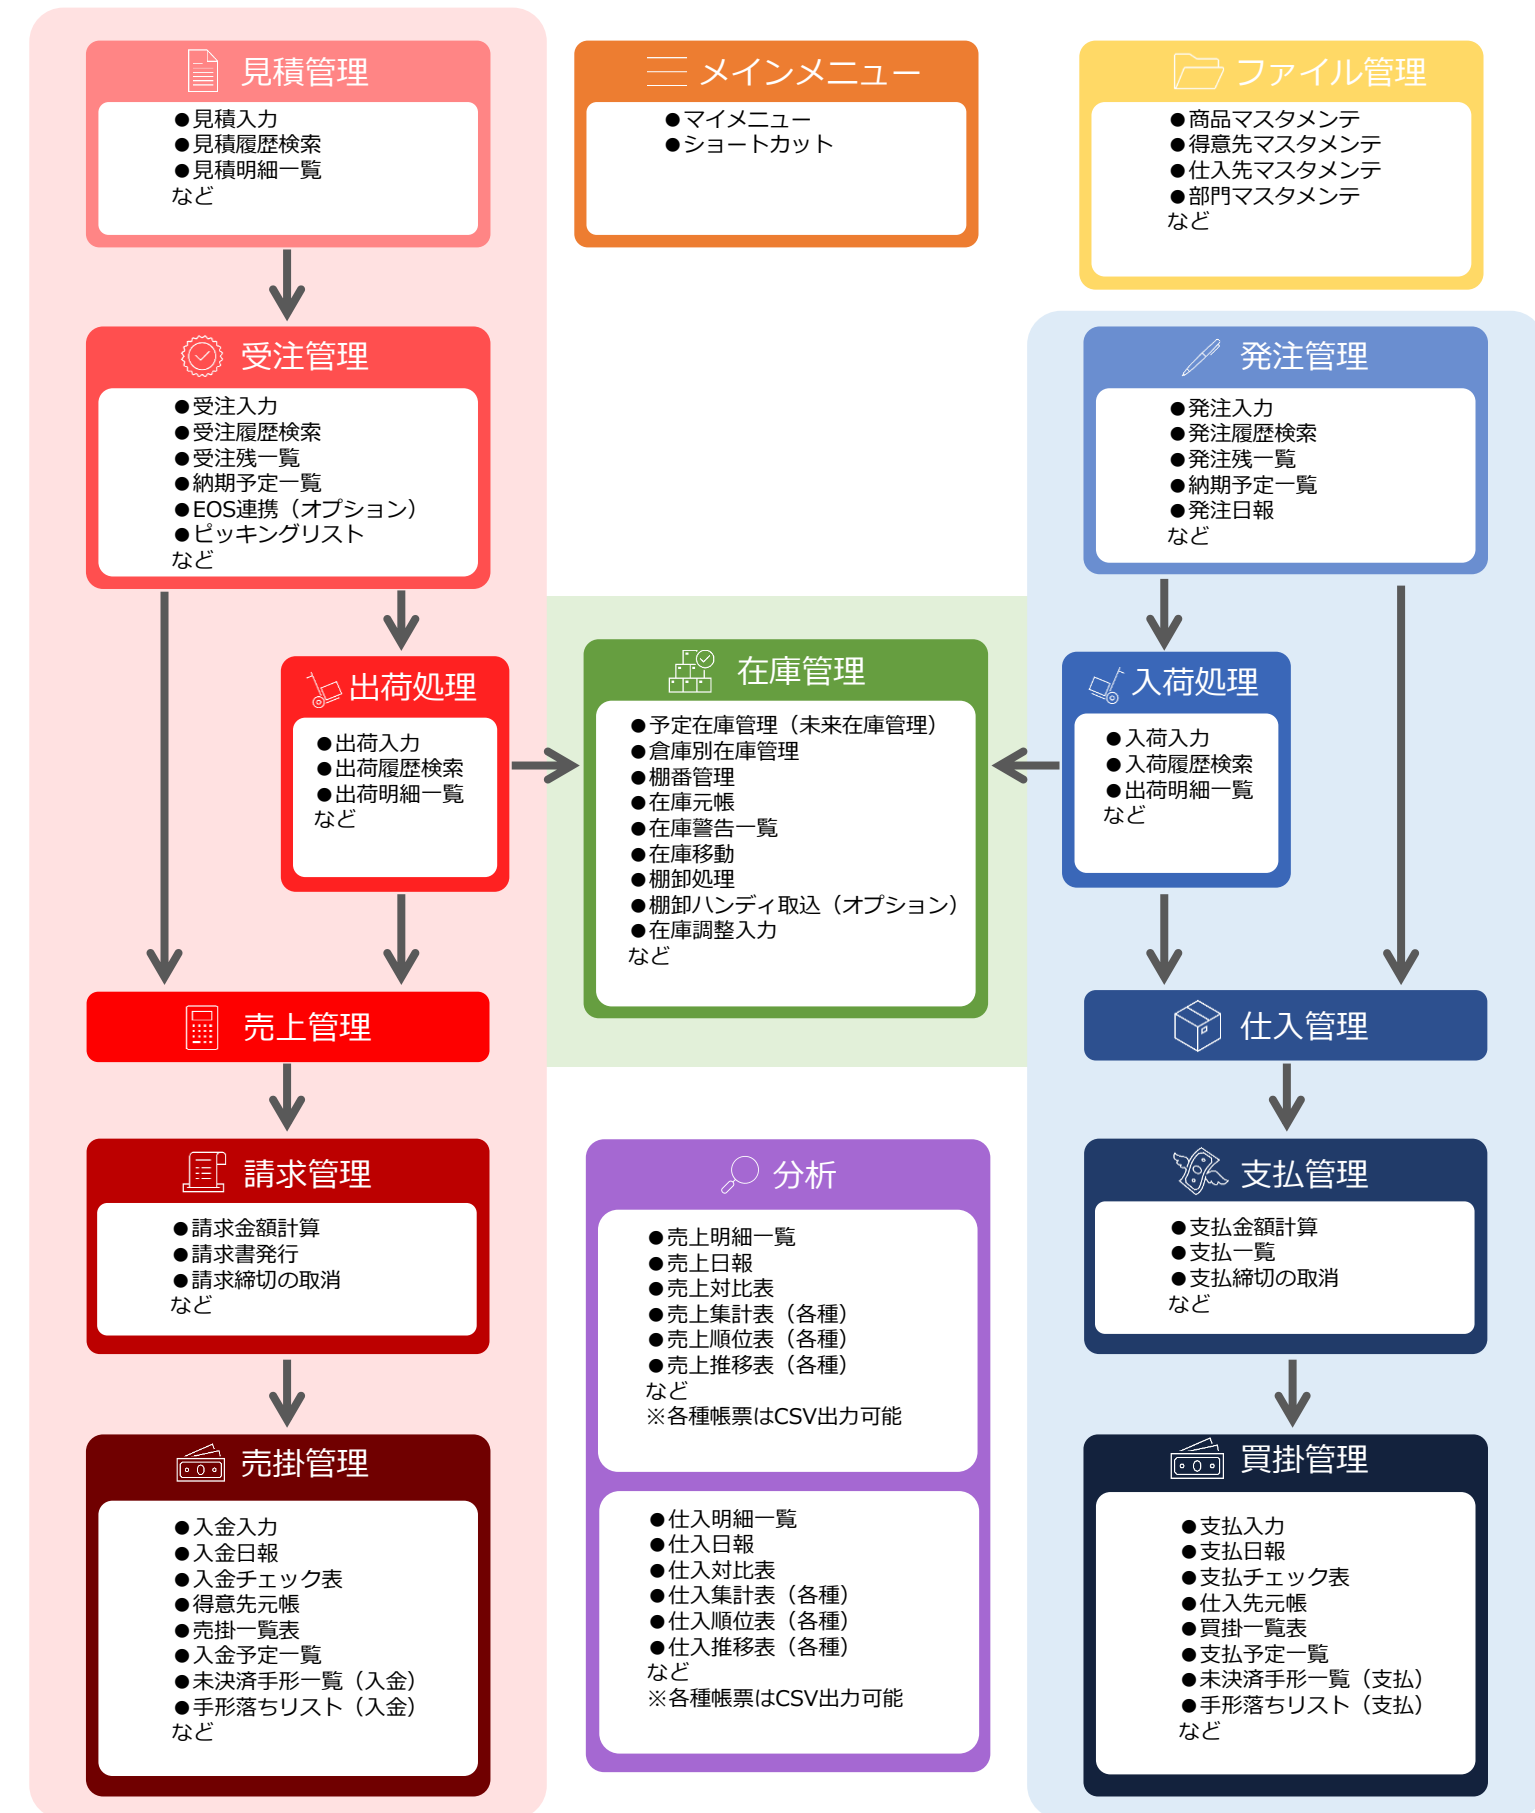 見積管理
●見積入力
●見積履歴検索
●見積明細一覧
など
メインメニュー
●マイメニュー
●ショートカット
ファイル管理
●商品マスタメンテ
●得意先マスタメンテ
●仕入先マスタメンテ
●部門マスタメンテ
など
受注管理
●受注入力
●受注履歴検索
●受注残一覧
●納期予定一覧
●EOS連携（オプション）
●ピッキングリスト
など
発注管理
●発注入力
●発注履歴検索
●発注残一覧
●納期予定一覧
●発注日報
など
出荷処理
●出荷入力
●出荷履歴検索
●出荷明細一覧
など
在庫管理
●予定在庫管理（未来在庫管理）
●倉庫別在庫管理
●棚番管理
●在庫元帳
●在庫警告一覧
●在庫移動
●棚卸処理
●棚卸ハンディ取込（オプション）
●在庫調整入力
など
入荷処理
●入荷入力
●入荷履歴検索
●出荷明細一覧
など
売上管理
仕入管理
請求管理
●請求金額計算
●請求書発行
●請求締切の取消
など
分析
●売上明細一覧
●売上日報
●売上対比表
●売上集計表（各種）
●売上順位表（各種）
●売上推移表（各種）
など
※各種帳票はCSV出力可能
●仕入明細一覧
●仕入日報
●仕入対比表
●仕入集計表（各種）
●仕入順位表（各種）
●仕入推移表（各種）
など
※各種帳票はCSV出力可能
支払管理
●支払金額計算
●支払一覧
●支払締切の取消
など
売掛管理
●入金入力
●入金日報
●入金チェック表
●得意先元帳
●売掛一覧表
●入金予定一覧
●未決済手形一覧（入金）
●手形落ちリスト（入金）
など
買掛管理
●支払入力
●支払日報
●支払チェック表
●仕入先元帳
●買掛一覧表
●支払予定一覧
●未決済手形一覧（支払）
●手形落ちリスト（支払）
など